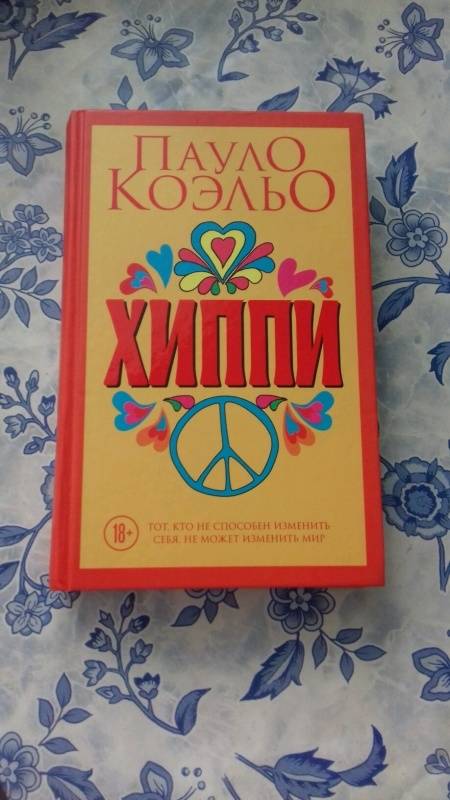 ПАУЛО
КОЭЛЬО
ХИППИ
18+
ТОТ, КТО НЕ СПОСОБЕН ИЗМЕНИТЬ
СЕБЯ, НЕ МОЖЕТ ИЗМЕНИТЬ МИР